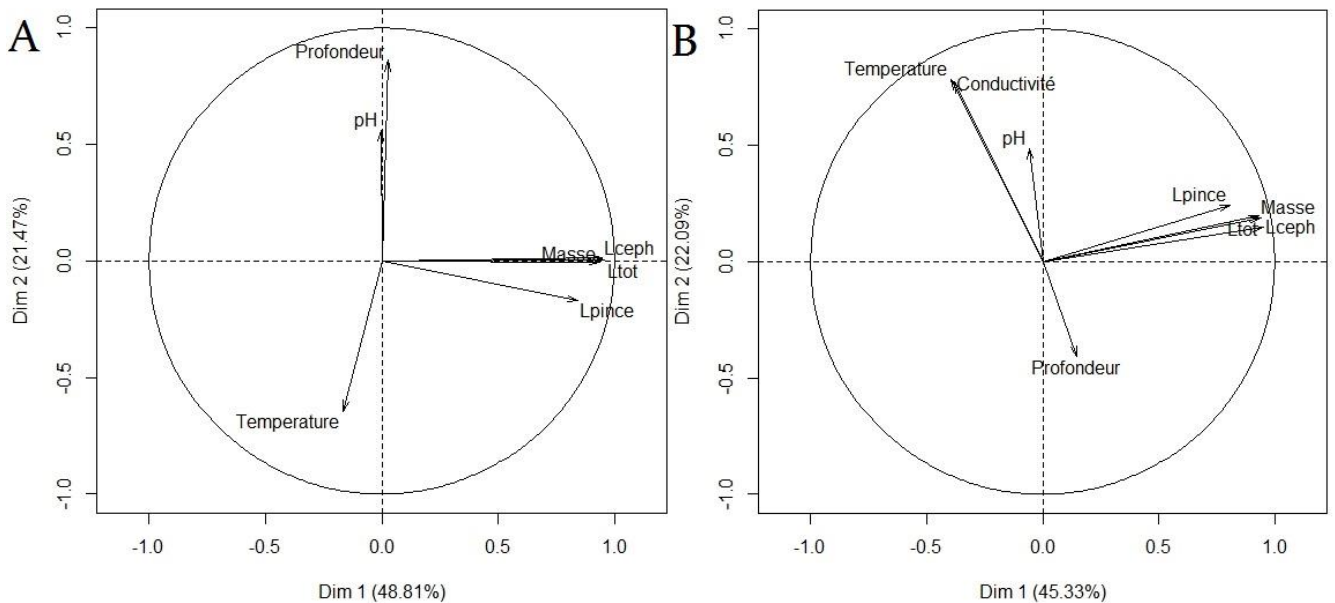 A
1.0
0.5
0.0
-0.5
-1.0
Dim 2 (21.47%)
Profondeur
pH
Masse
Lceph
Ltot
Lpince
Temperature
-1.0
-0.5
0.0
0.5
1.0
Dim 1 (48.81%)
B
1.0
0.5
0.0
-0.5
-1.0
Dim 2 (22.09%)
Temperature
Conductivité
pH
Lpince
Masse
Ltot
Lceph
Profondeur
-1.0
-0.5
0.0
0.5
1.0
Dim 1 (45.33%)